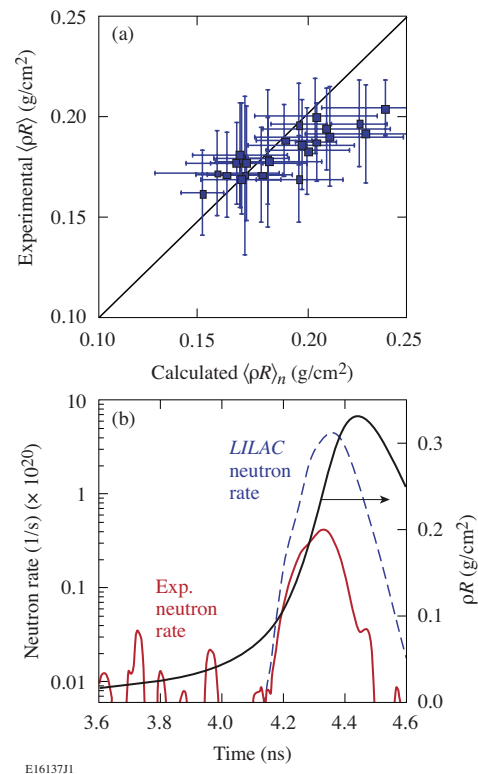 (a)
0.25
0.20
0.15
0.10
Experimental ⟨ρR⟩ (g/cm²)
0.10 0.15 0.20 0.25
Calculated ⟨ρR⟩ₙ (g/cm²)
(b)
10
1
0.1
0.01
Neutron rate (1/s) (× 10²⁰)
LILAC
neutron
rate
Exp.
neutron
rate
0.3
0.2
0.1
0.0
ρR (g/cm²)
3.6 3.8 4.0 4.2 4.4 4.6
Time (ns)
E16137J1